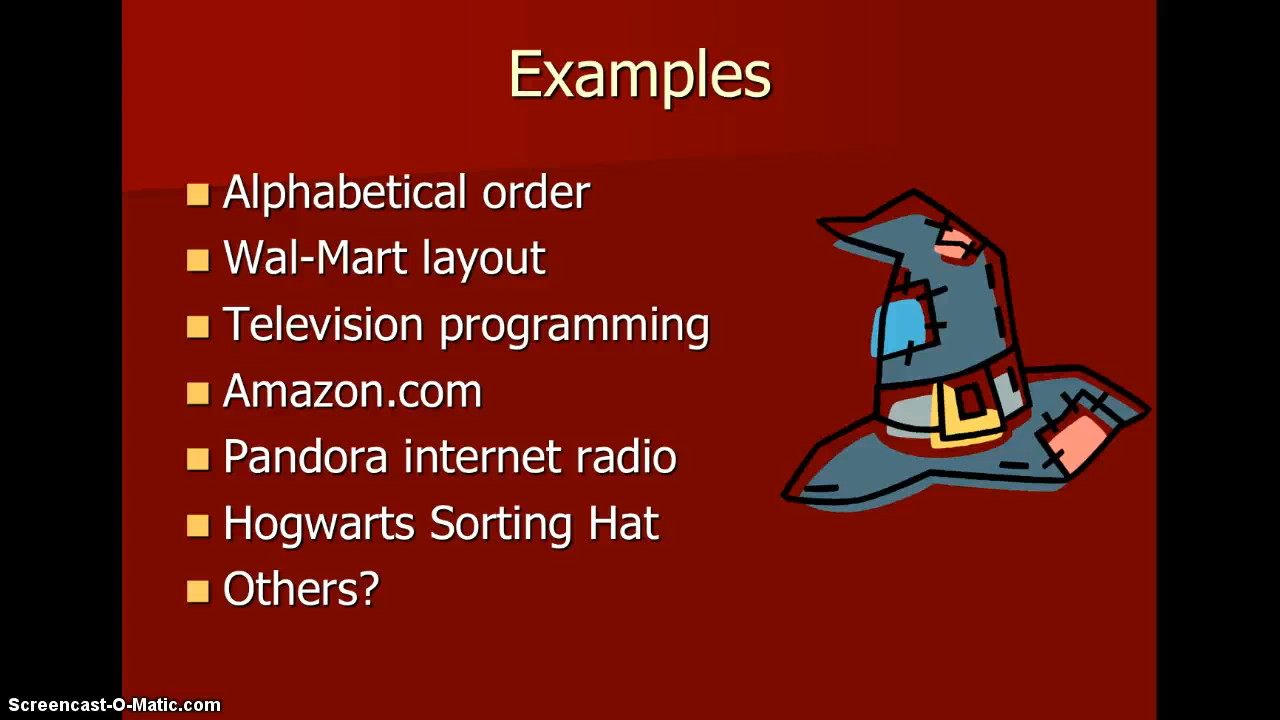 Examples
Alphabetical order
Wal-Mart layout
Television programming
Amazon.com
Pandora internet radio
Hogwarts Sorting Hat
Others?
Screencast-O-Matic.com